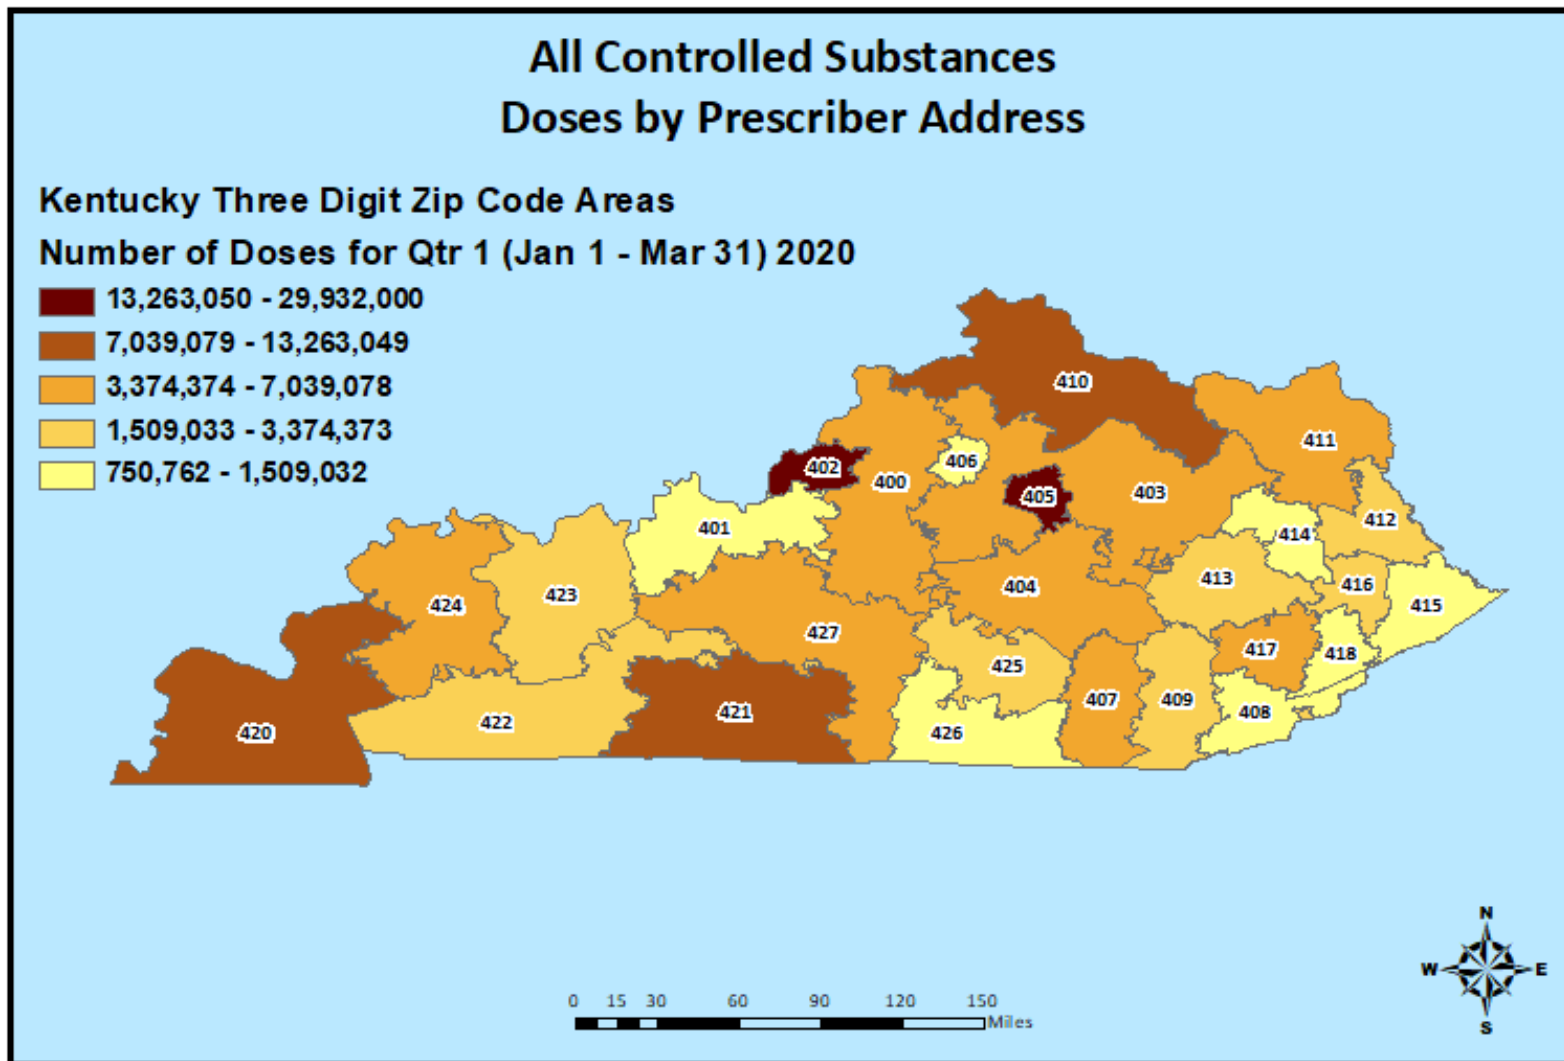 All Controlled Substances
Doses by Prescriber Address
Kentucky Three Digit Zip Code Areas
Number of Doses for Qtr 1 (Jan 1 - Mar 31) 2020
13,263,050 - 29,932,000
7,039,079 - 13,263,049
3,374,374 - 7,039,078
1,509,033 - 3,374,373
750,762 - 1,509,032
410
411
406
402
400
405
403
412
401
414
413
416
404
423
424
415
427
417
418
425
407
409
408
421
422
420
426
N
W E
S
0 15 30 60 90 120 150
Miles